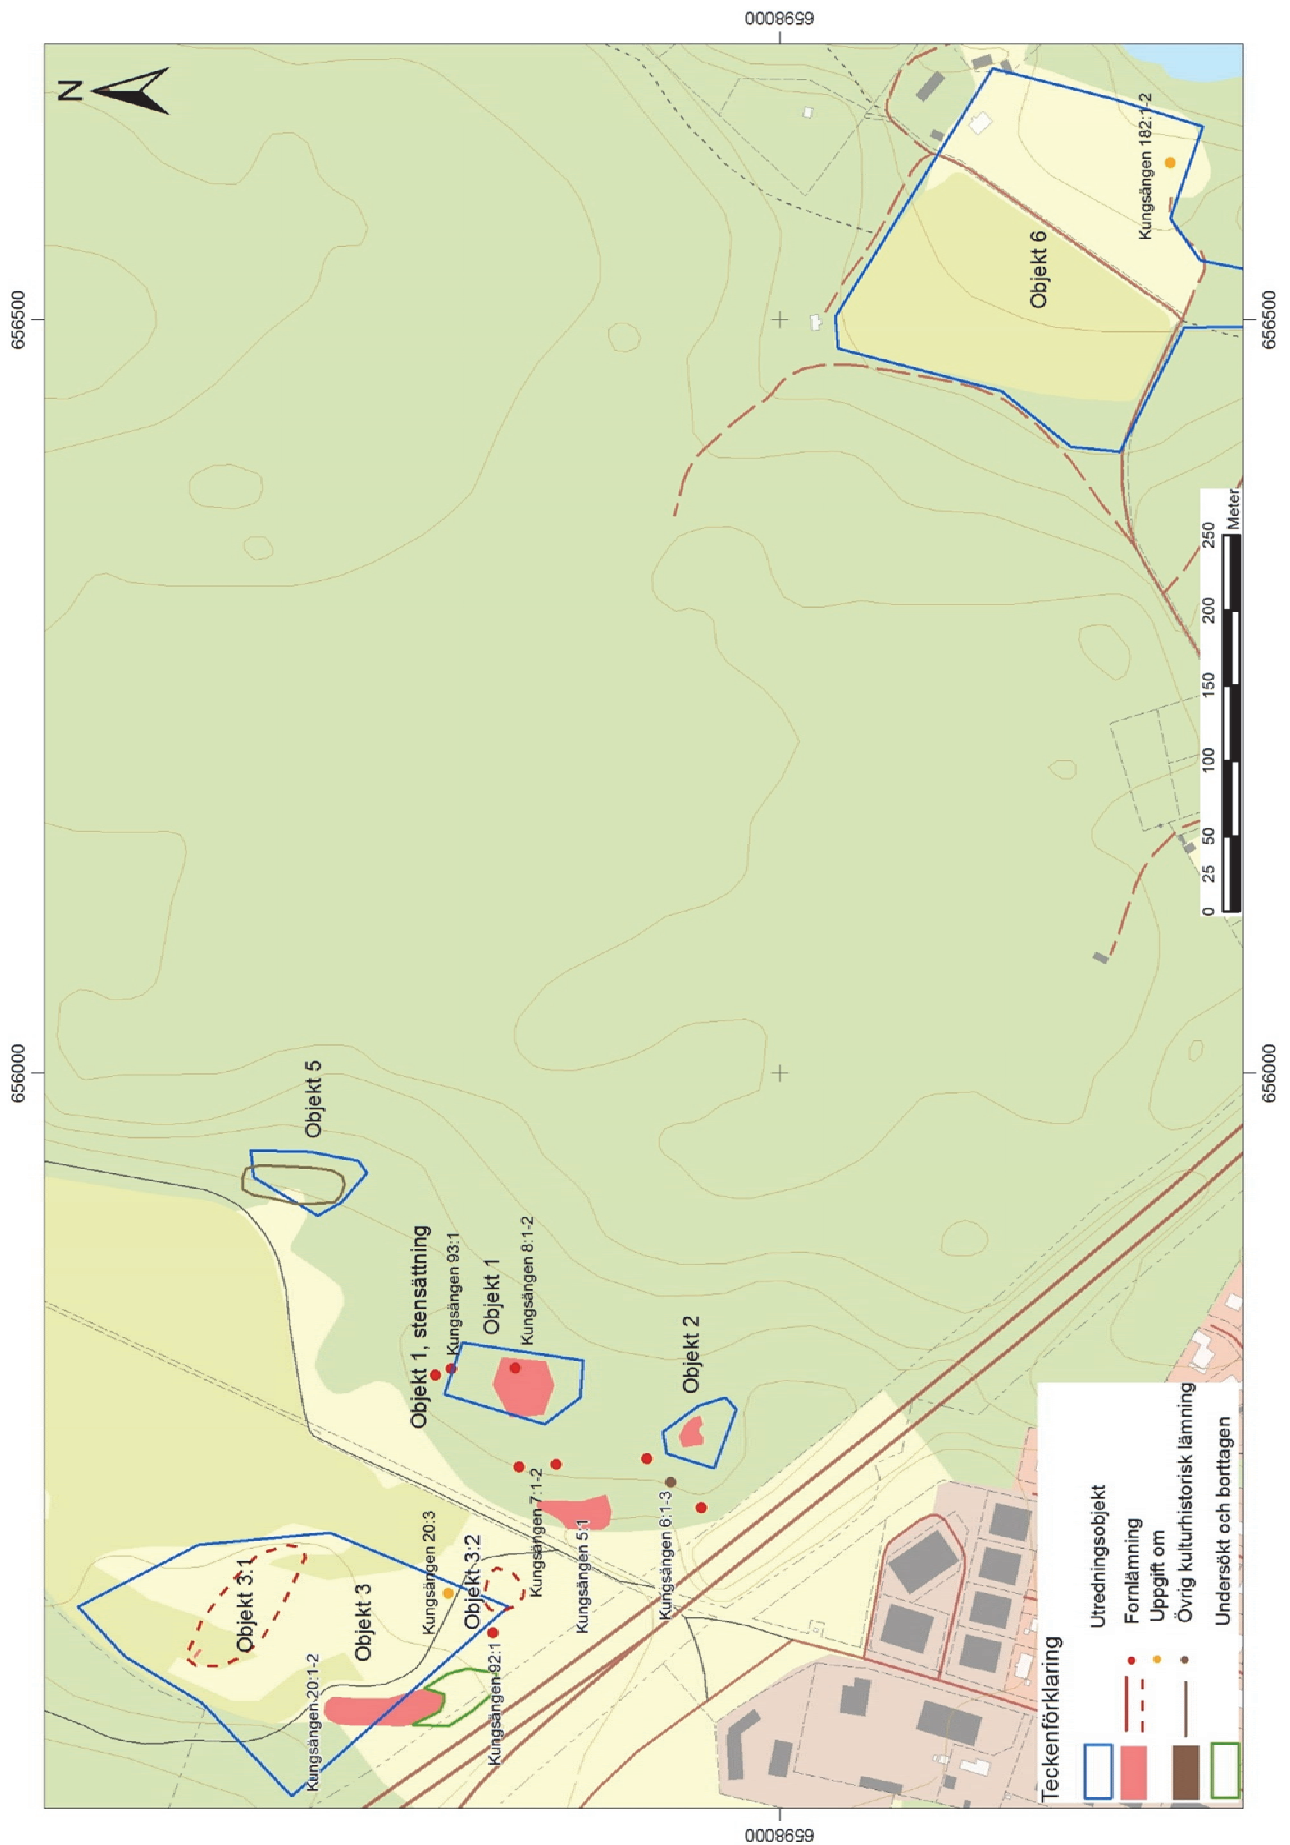 6598000
N
656500
656500
Kungsängen 182:1-2
Objekt 6
656000
656000
Objekt 5
Objekt 1, stensättning
Kungsängen 93:1
Objekt 1
Kungsängen 8:1-2
Objekt 2
Kungsängen 7:1-2
Kungsängen 5:1
Kungsängen 6:1-3
Objekt 3:1
Objekt 3
Kungsängen 20:3
Objekt 3:2
Kungsängen 20:1-2
Kungsängen 92:1
0 25 50 100 150 200 250
Meter
Teckenförklaring
Utredningsobjekt
Fornlämning
Uppgift om
Övrig kulturhistorisk lämning
Undersökt och borttagen
6598000